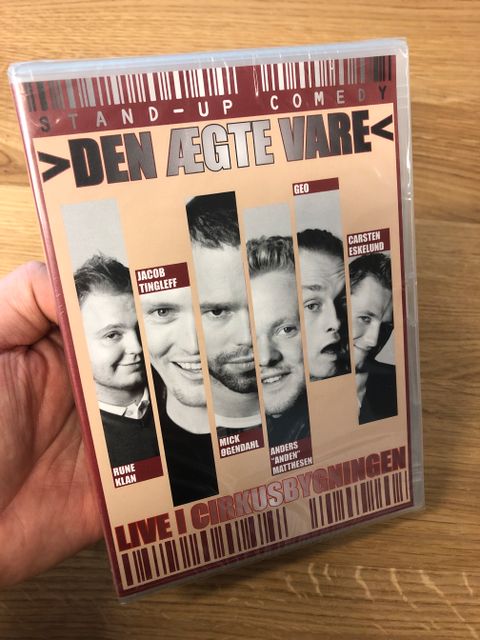 STAND-UP COMEDY
>DEN ÆGTE VARE<
GEO
CARSTEN
ESKELUND
JACOB
TINGLEFF
MICK
ØGENDAHL
ANDERS
"ANDEN"
MATTHESEN
RUNE
KLAN
LIVE I CIRKUSBYGNINGEN